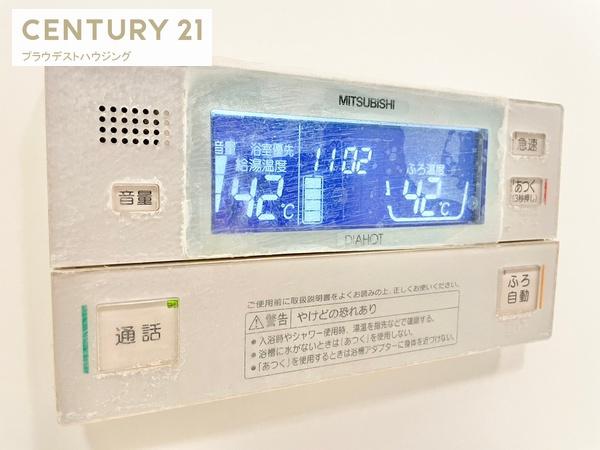 CENTURY 21
プラウデストハウジング
MITSUBISHI
音量 浴室優先
給湯温度
42℃
11:02
ふろ温度
42℃
DIAHOT
音量
急速
あつく
(3秒押し)
通話
ふろ
自動
ご使用前に取扱説明書をよくお読みの上、正しくお使いください。
⚠警告 やけどの恐れあり
●入浴時やシャワー使用時、湯温を指先などで確認する。
●浴槽に水がないときは「あつく」を使用しない。
●「あつく」を使用するときは浴槽アダプターに身体を近づけない。